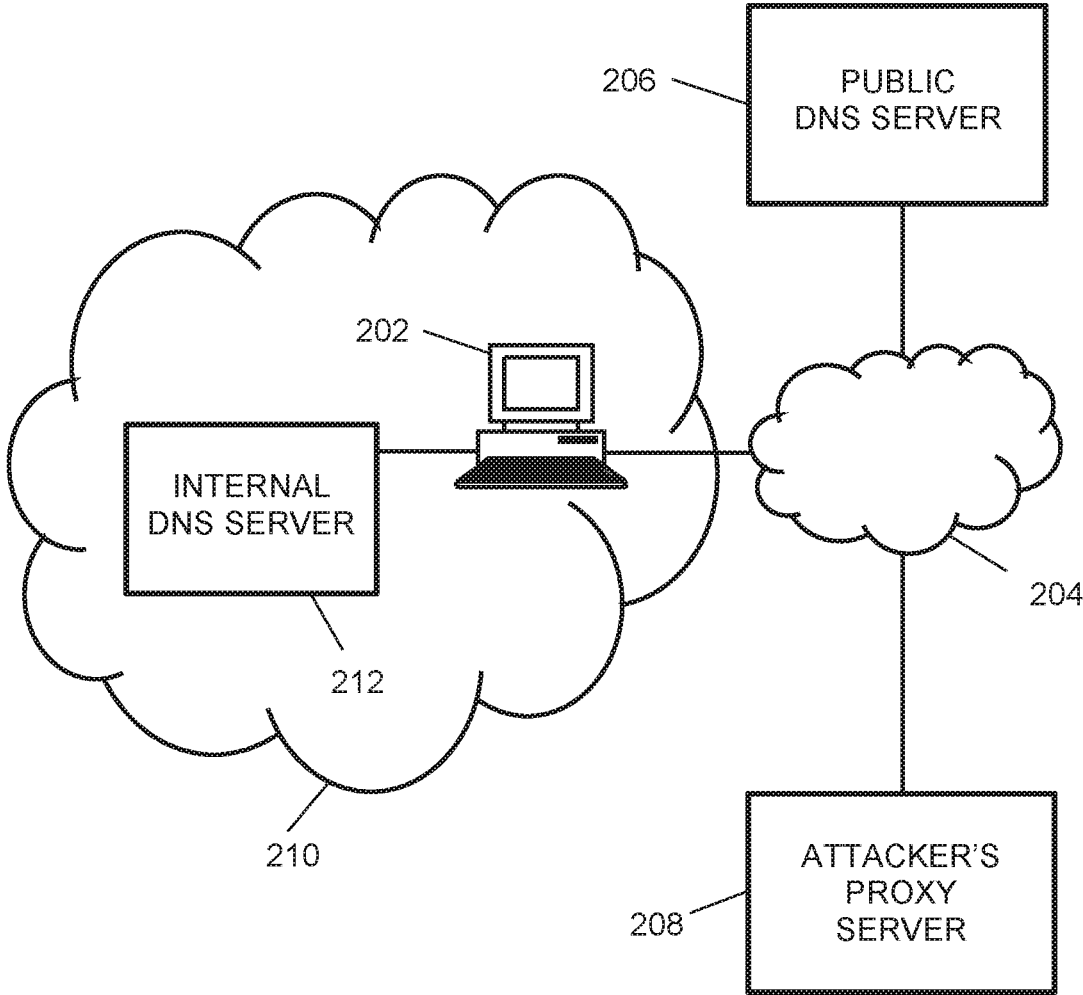 206
PUBLIC
DNS SERVER
202
INTERNAL
DNS SERVER
204
212
210
208
ATTACKER'S
PROXY
SERVER